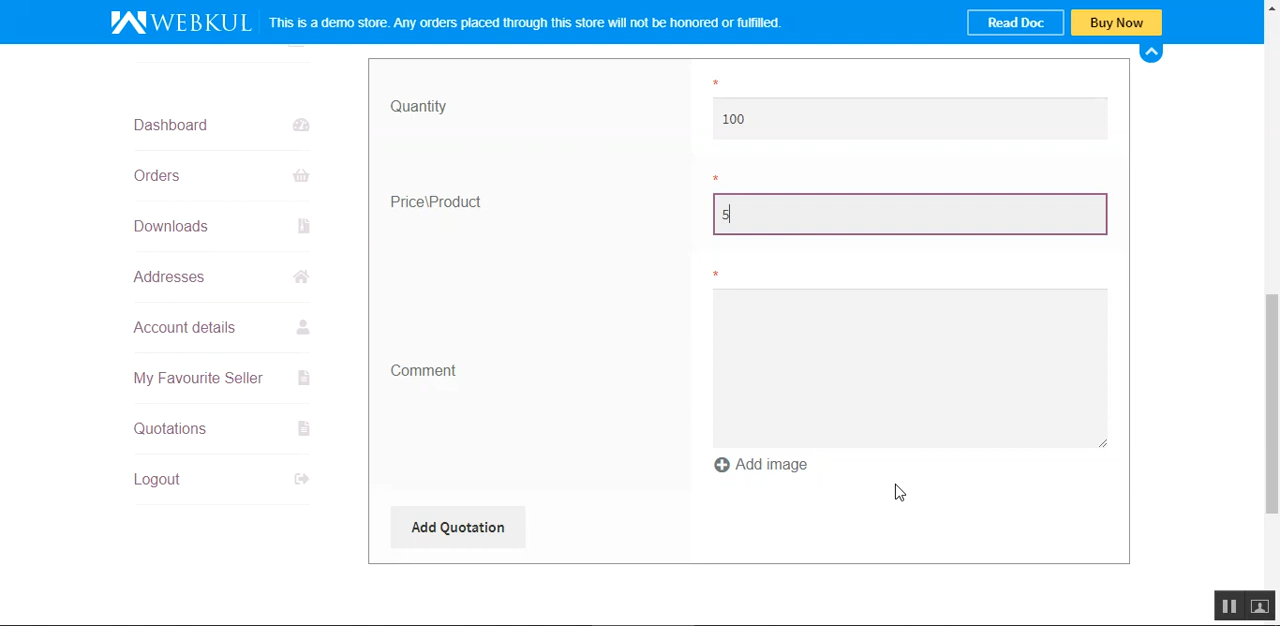 WEBKUL
This is a demo store. Any orders placed through this store will not be honored or fulfilled.
Read Doc
Buy Now
Dashboard
Orders
Downloads
Addresses
Account details
My Favourite Seller
Quotations
Logout
Quantity
*
100
Price\Product
*
5
Comment
*
Add image
Add Quotation